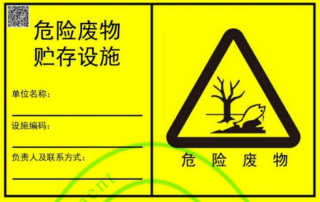 危险废物
贮存设施
单位名称：
设施编码：
负责人及联系方式：
危险废物